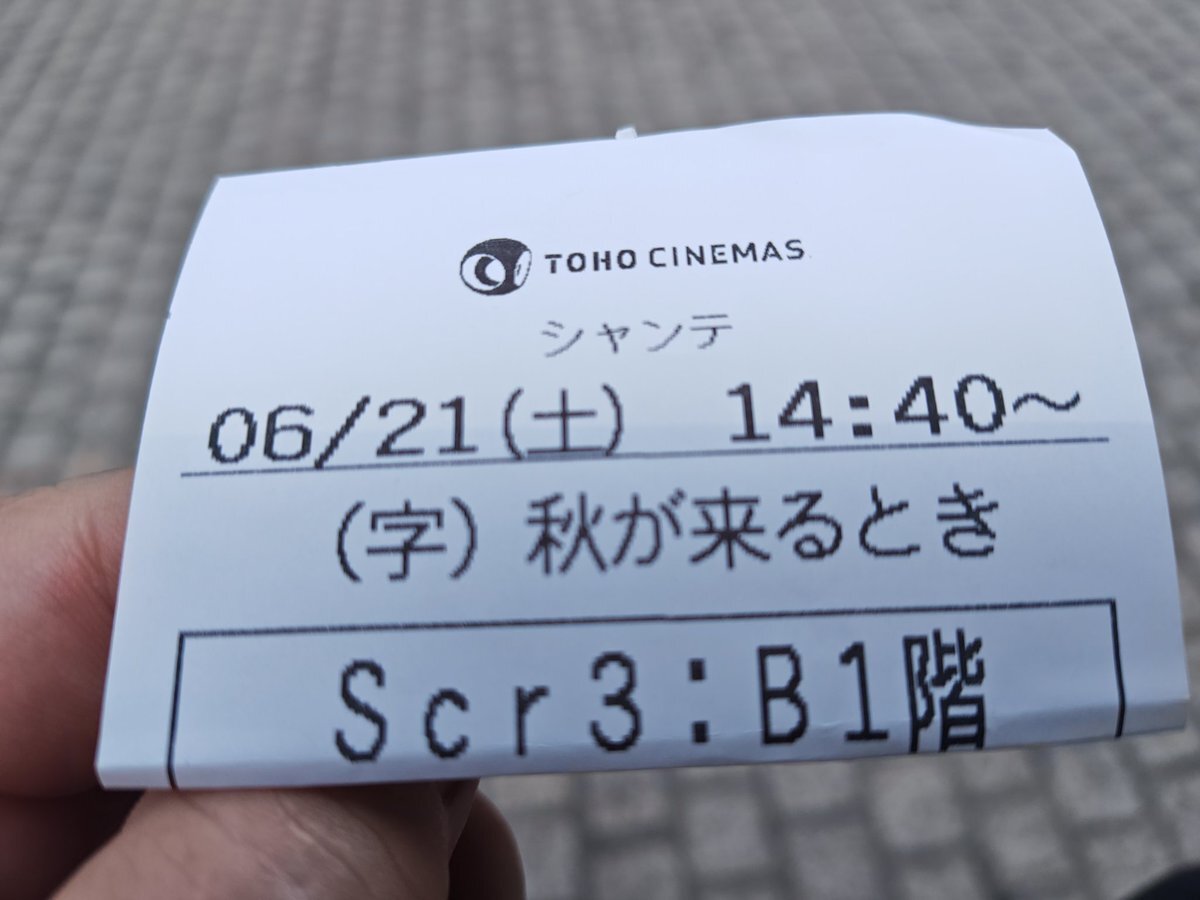 TOHO CINEMAS
シャンテ
06/21(土) 14:40～
(字) 秋が来るとき
Scr3:B1階